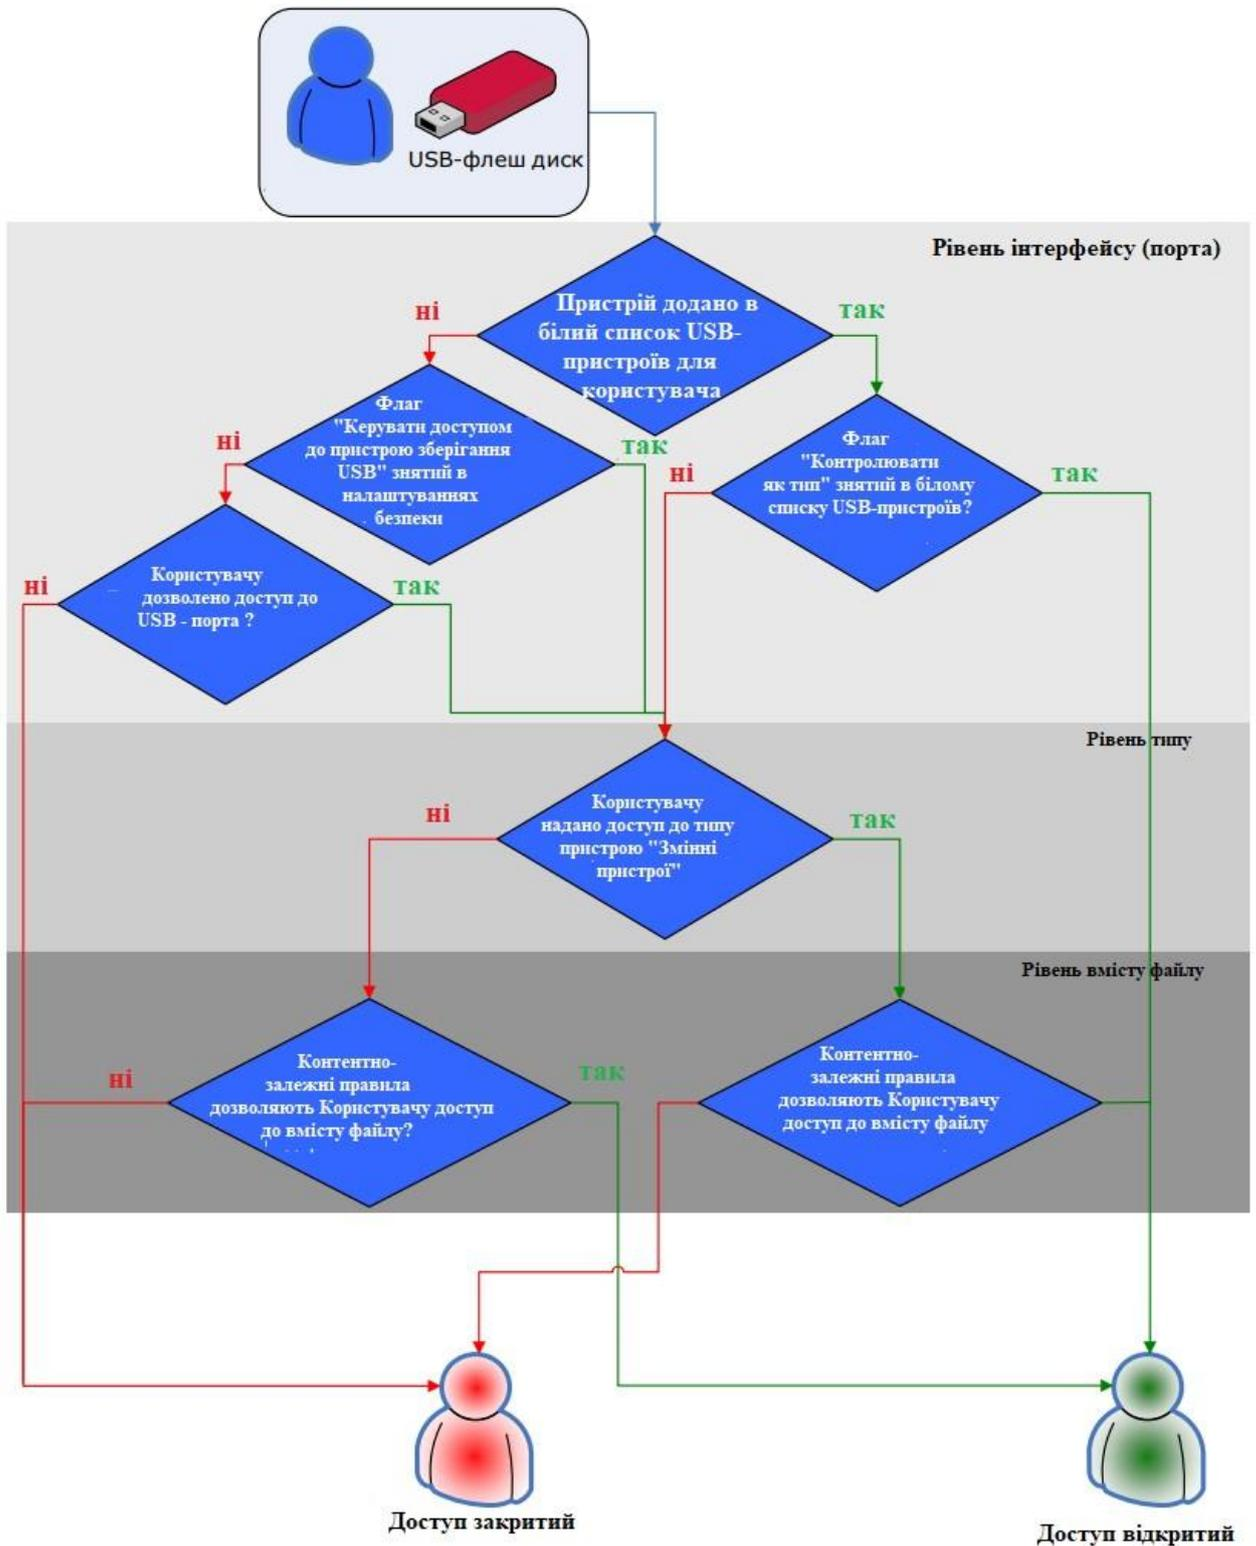 USB-флеш диск
Рівень інтерфейсу (порта)
Пристрій додано в
білий список USB-
пристроїв для
користувача
ні
так
Флаг
"Керувати доступом
до пристрою зберігання
USB" знятий в
налаштуваннях
безпеки
ні
так
Флаг
"Контролювати
як тип" знятий в білому
списку USB-пристроїв?
ні
так
Користувачу
дозволено доступ до
USB - порта ?
ні
так
Рівень типу
Користувачу
надано доступ до типу
пристрою "Змінні
пристрої"
ні
так
Рівень вмісту файлу
Контентно-
залежні правила
дозволяють Користувачу доступ
до вмісту файлу?
ні
так
Контентно-
залежні правила
дозволяють Користувачу
доступ до вмісту файлу
Доступ закритий
Доступ відкритий